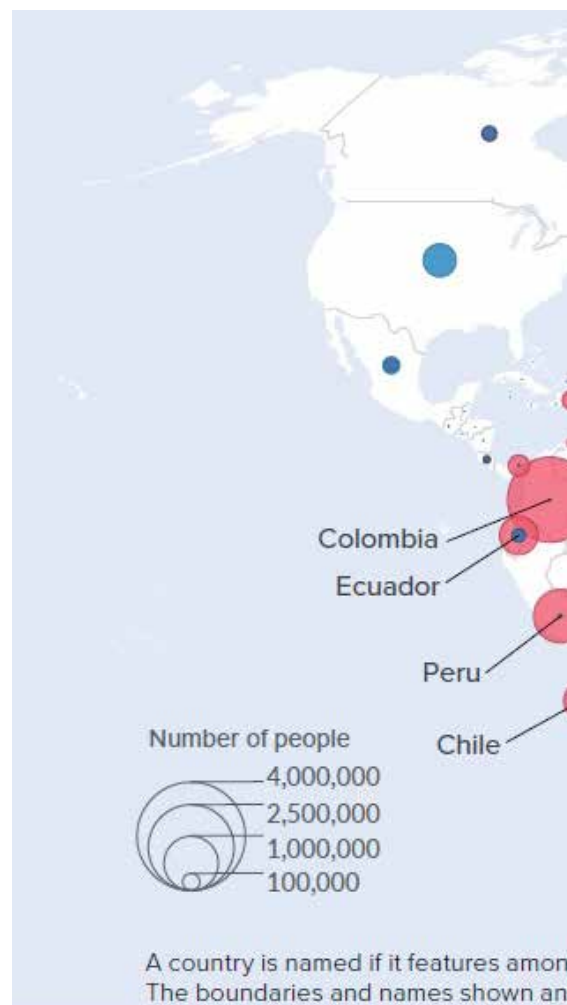 Colombia
Ecuador
Peru
Chile
Number of people
4,000,000
2,500,000
1,000,000
100,000
A country is named if it features amon
The boundaries and names shown an